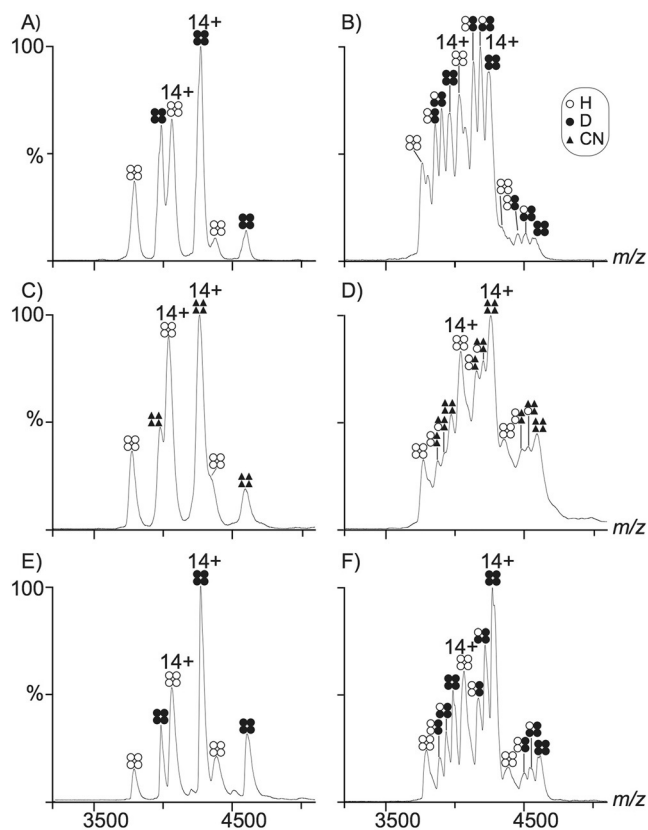 A) 14+ B)
14+ 14+ 14+
100
H
D
CN
%
m/z
C) 14+ D) 14+
14+ 14+
100
%
m/z
E) 14+ F) 14+
100
14+ 14+
%
m/z
3500 4500 3500 4500